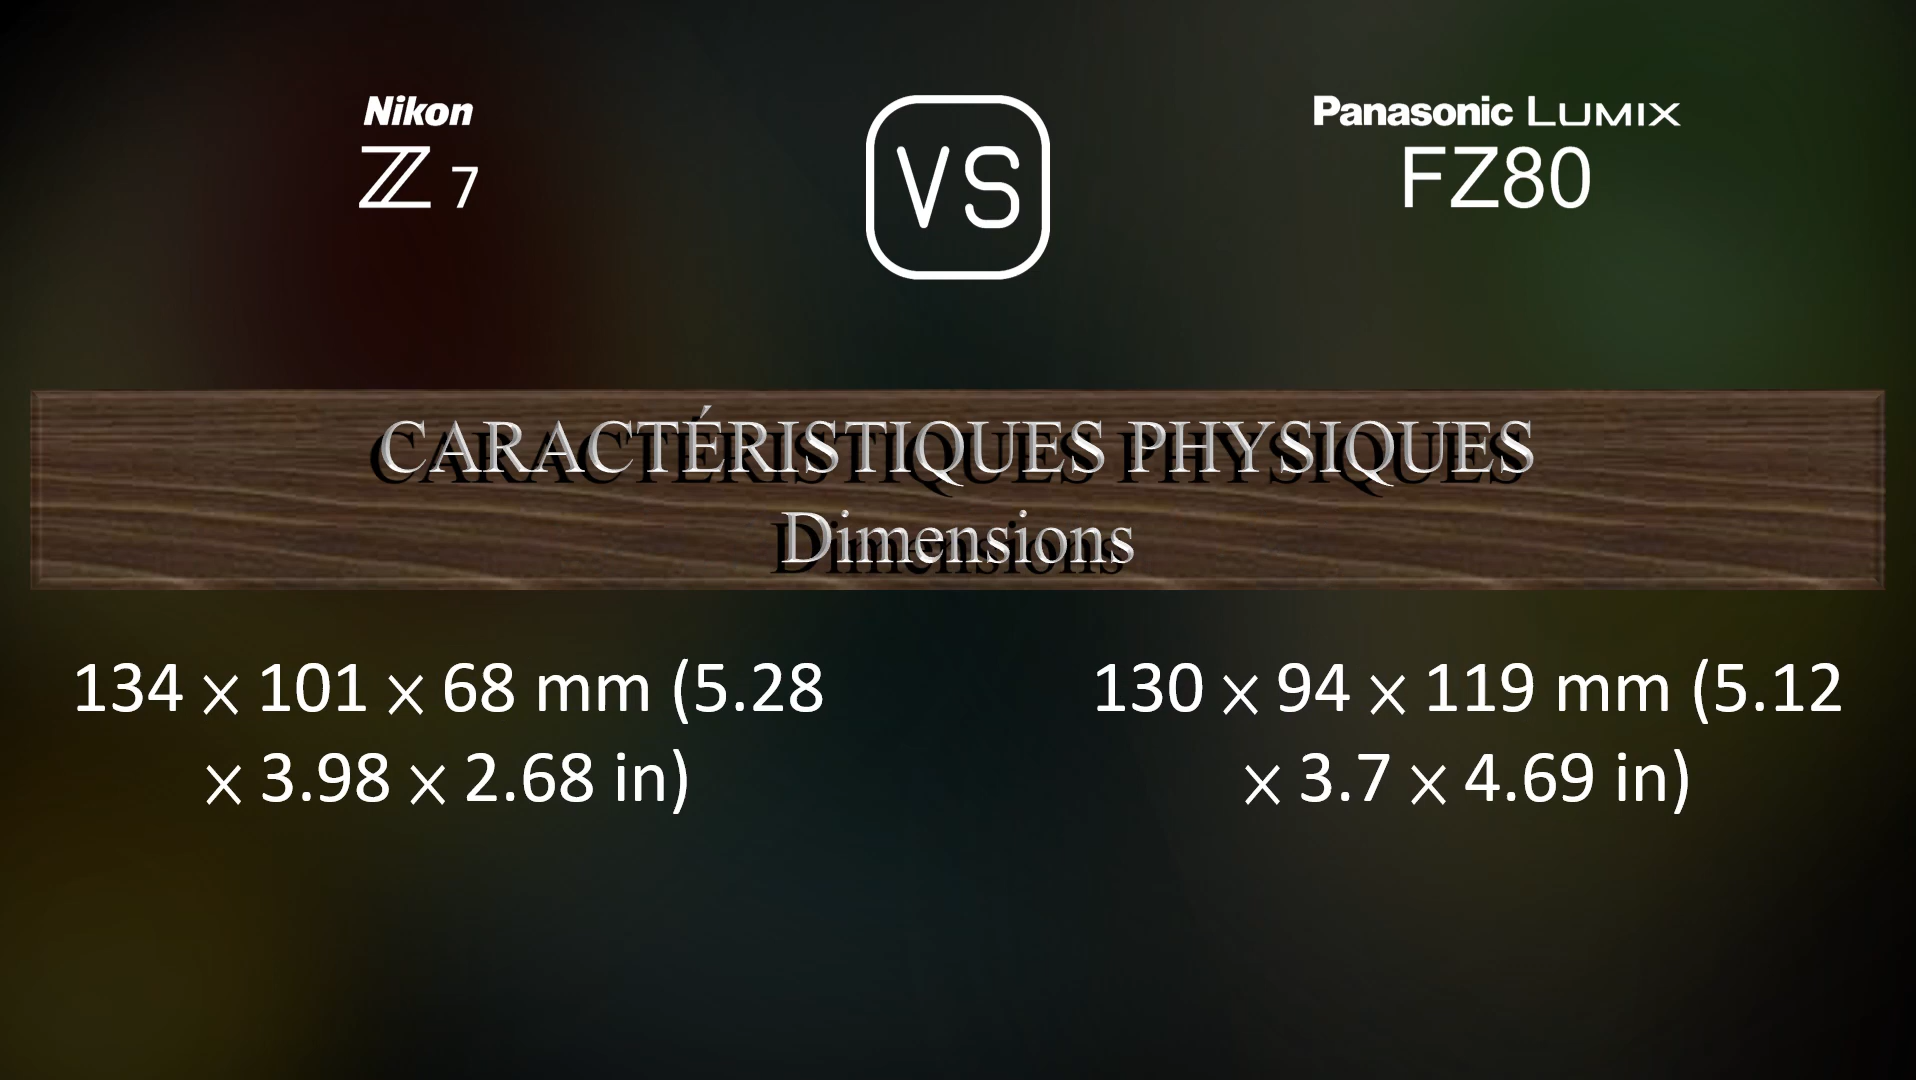 Nikon
Z 7
VS
Panasonic LUMIX
FZ80
CARACTÉRISTIQUES PHYSIQUES
Dimensions
134 x 101 x 68 mm (5.28
x 3.98 x 2.68 in)
130 x 94 x 119 mm (5.12
x 3.7 x 4.69 in)